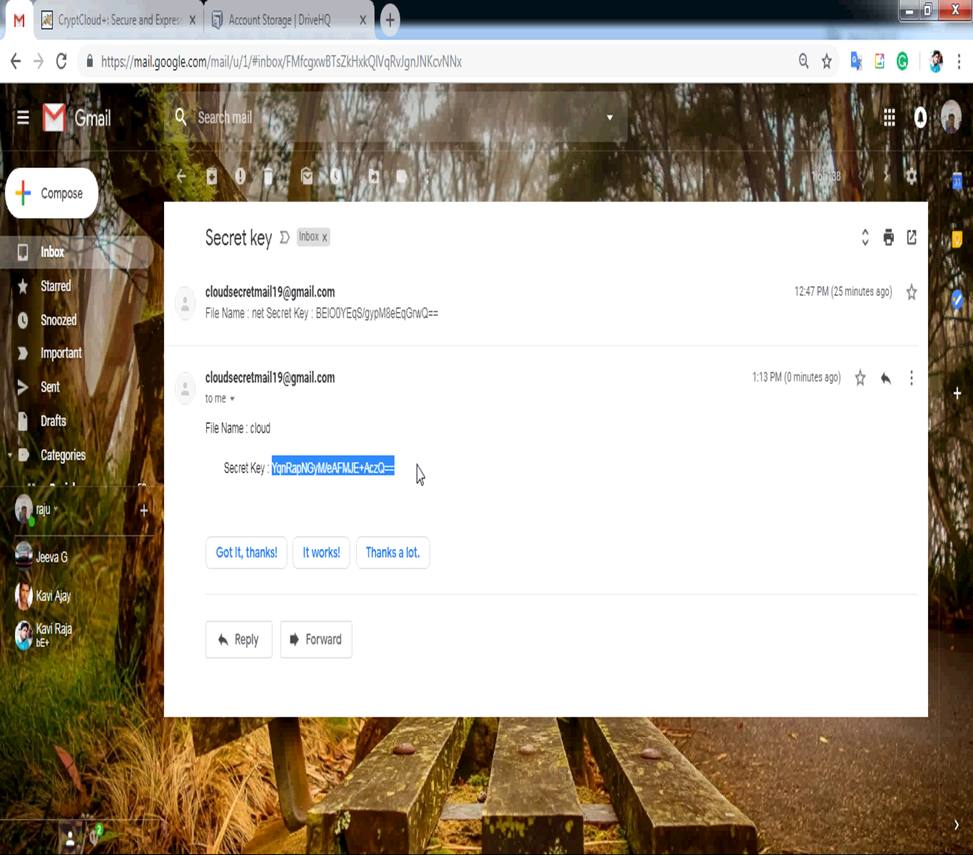 CryptCloud+: Secure and Expres
Account Storage | DriveHQ
https://mail.google.com/mail/u/1/#inbox/FMfcgxwBTsZkHxkQlVqRvJgnJNKcvNNx
Gmail
Search mail
Compose
Inbox
Starred
Snoozed
Important
Sent
Drafts
Categories
raju
Jeeva G
Kavi Ajay
Kavi Raja
bE+
Secret key
Inbox x
cloudsecretmail19@gmail.com
12:47 PM (25 minutes ago)
File Name : net Secret Key : BEIO0YEqS/gypM8eEqGrwQ==
cloudsecretmail19@gmail.com
1:13 PM (0 minutes ago)
to me
File Name : cloud
Secret Key : YqnRapNGyM/eAFMJE+AczQ==
Got It, thanks!
It works!
Thanks a lot.
Reply
Forward
2